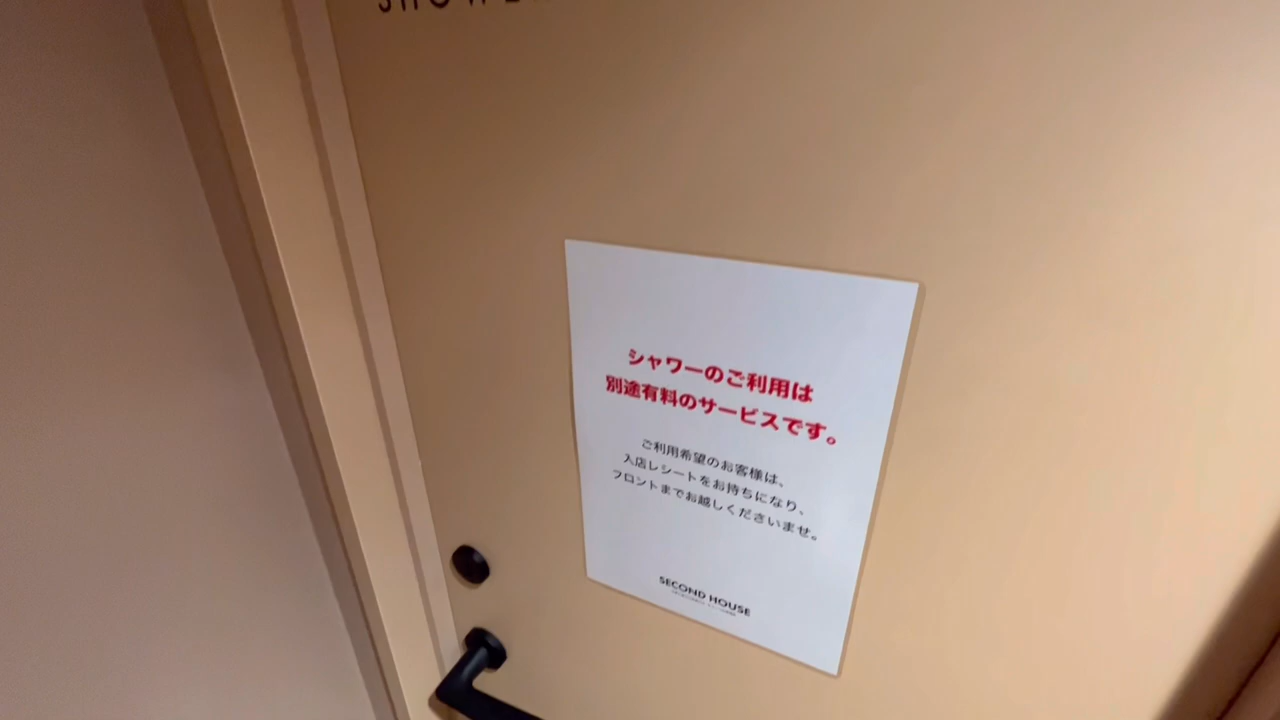 シャワーのご利用は
別途有料のサービスです。
ご利用希望のお客様は、
入店レシートをお持ちになり、
フロントまでお越しくださいませ。
SECOND HOUSE